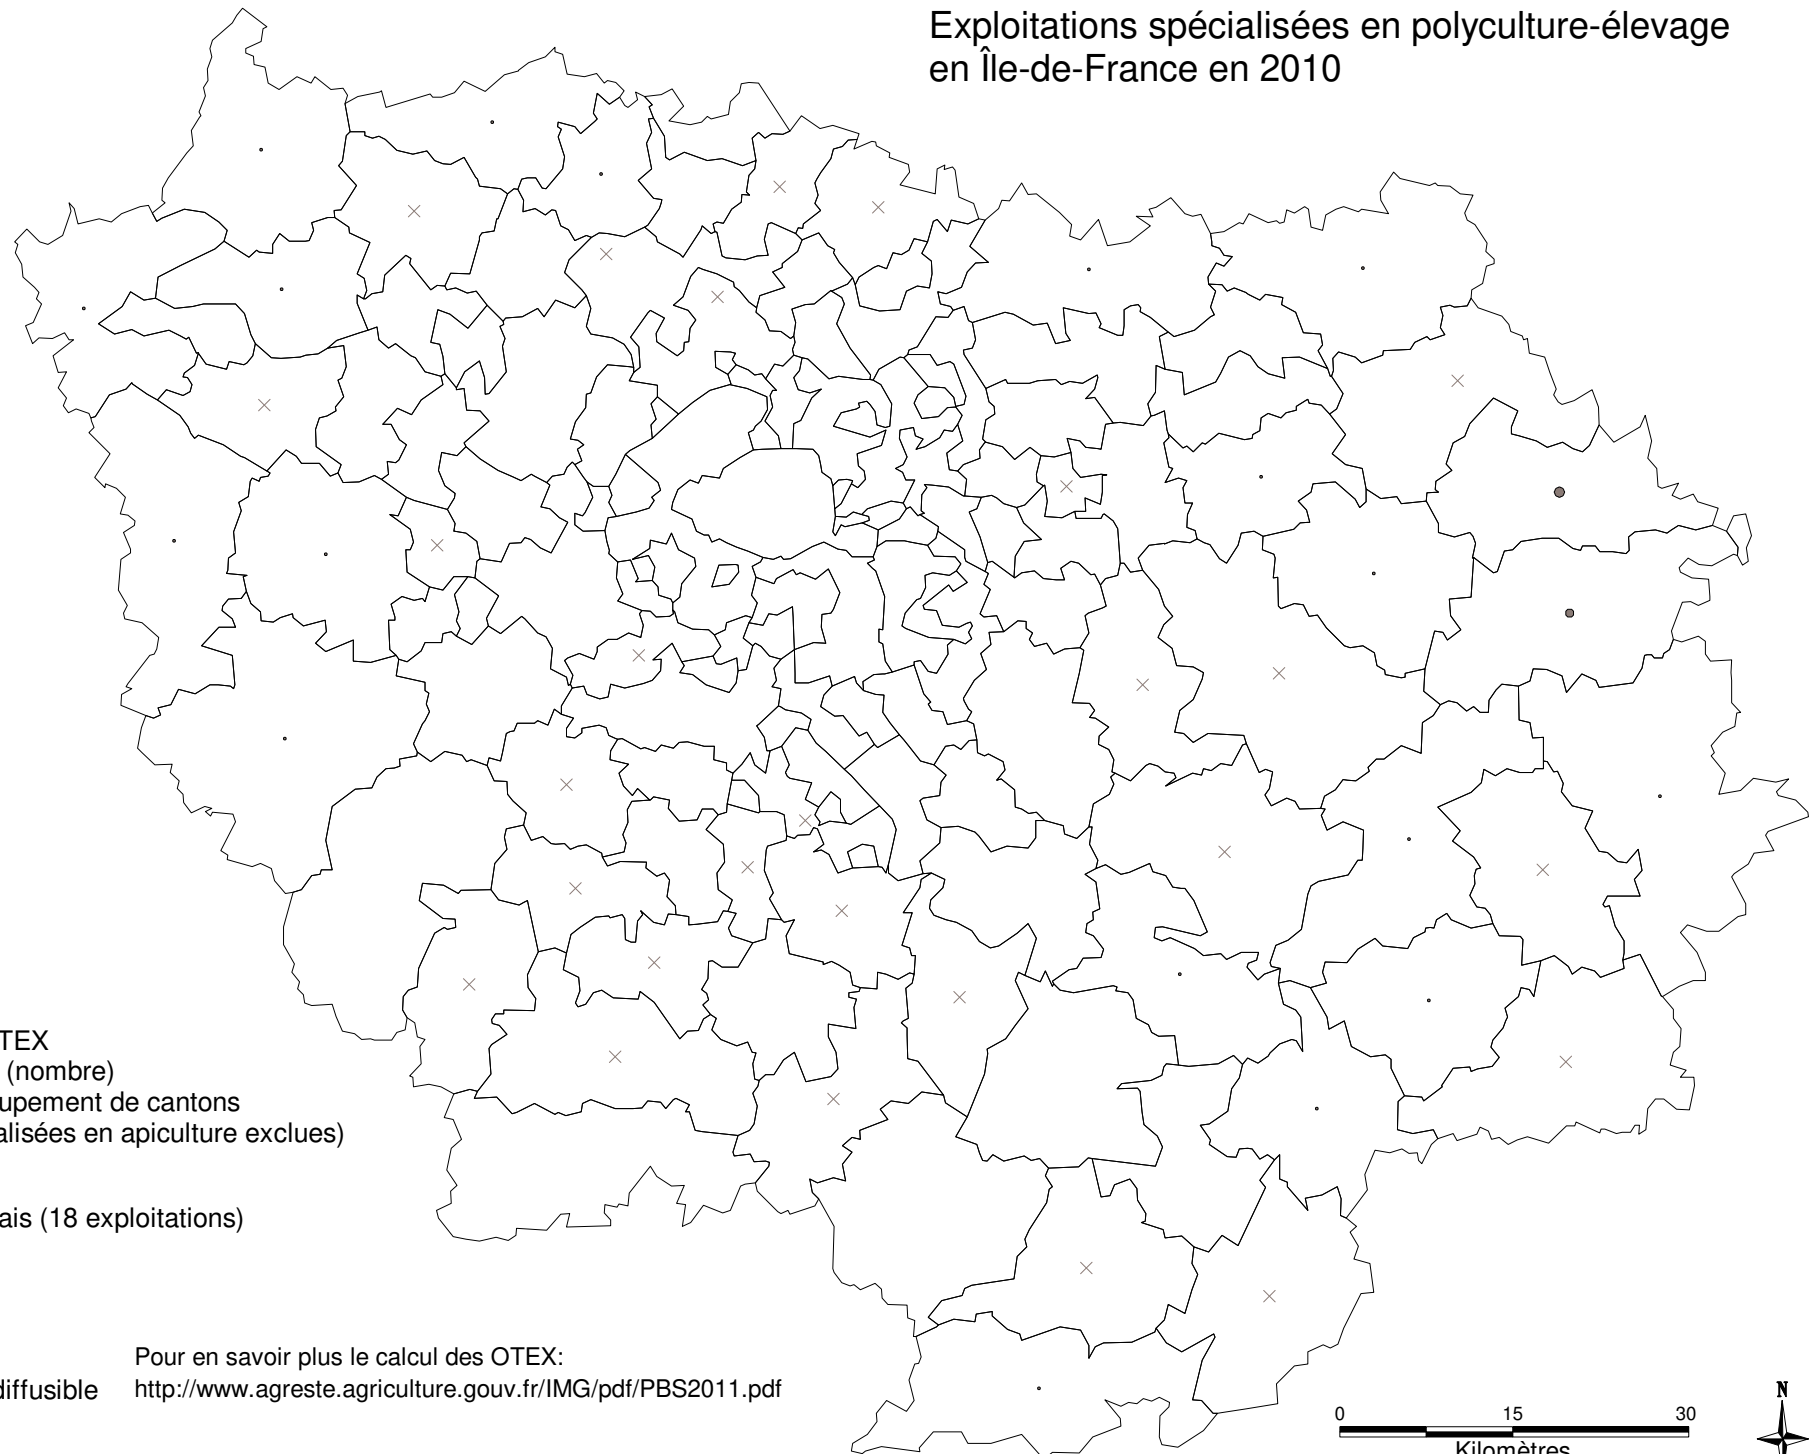 Exploitations spécialisées en polyculture-élevage
en Île-de-France en 2010
TEX
(nombre)
upement de cantons
alisées en apiculture exclues)
ais (18 exploitations)
Pour en savoir plus le calcul des OTEX:
diffusible http://www.agreste.agriculture.gouv.fr/IMG/pdf/PBS2011.pdf
0 15 30
Kilomètres
N